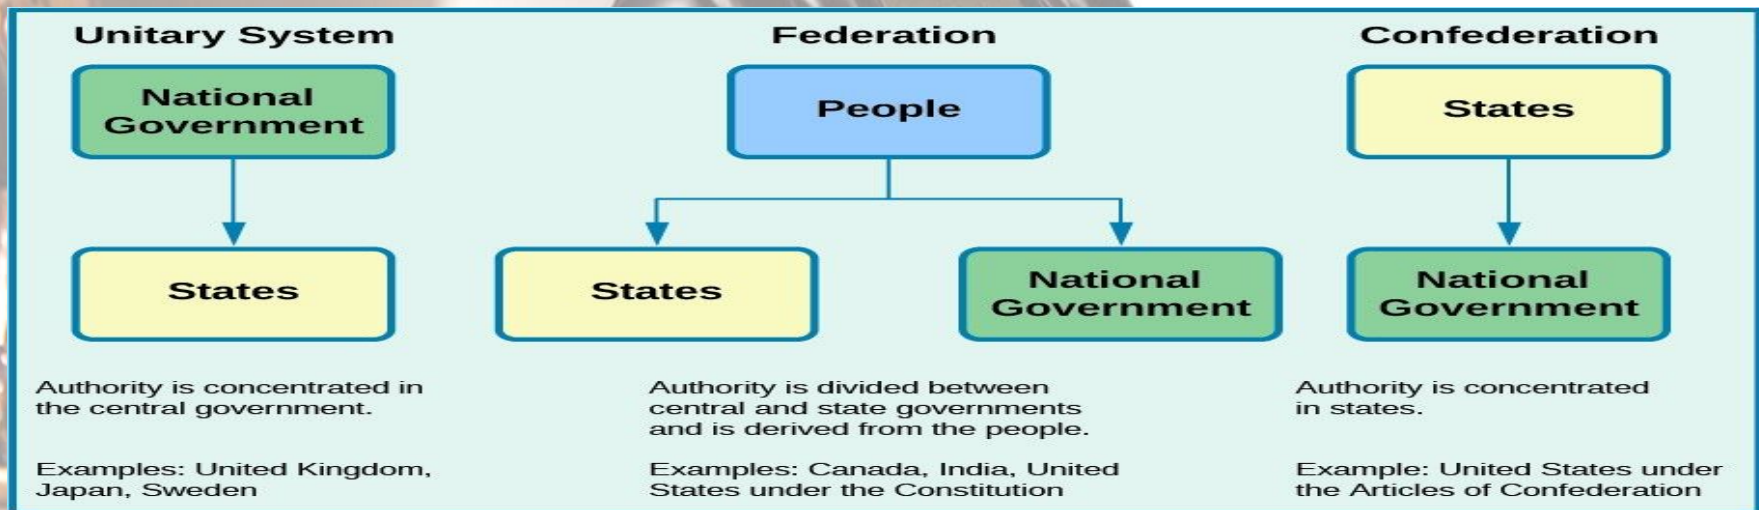 Unitary System
National
Government
States
Authority is concentrated in
the central government.
Examples: United Kingdom,
Japan, Sweden
Federation
People
States
National
Government
Authority is divided between
central and state governments
and is derived from the people.
Examples: Canada, India, United
States under the Constitution
Confederation
States
National
Government
Authority is concentrated
in states.
Example: United States under
the Articles of Confederation